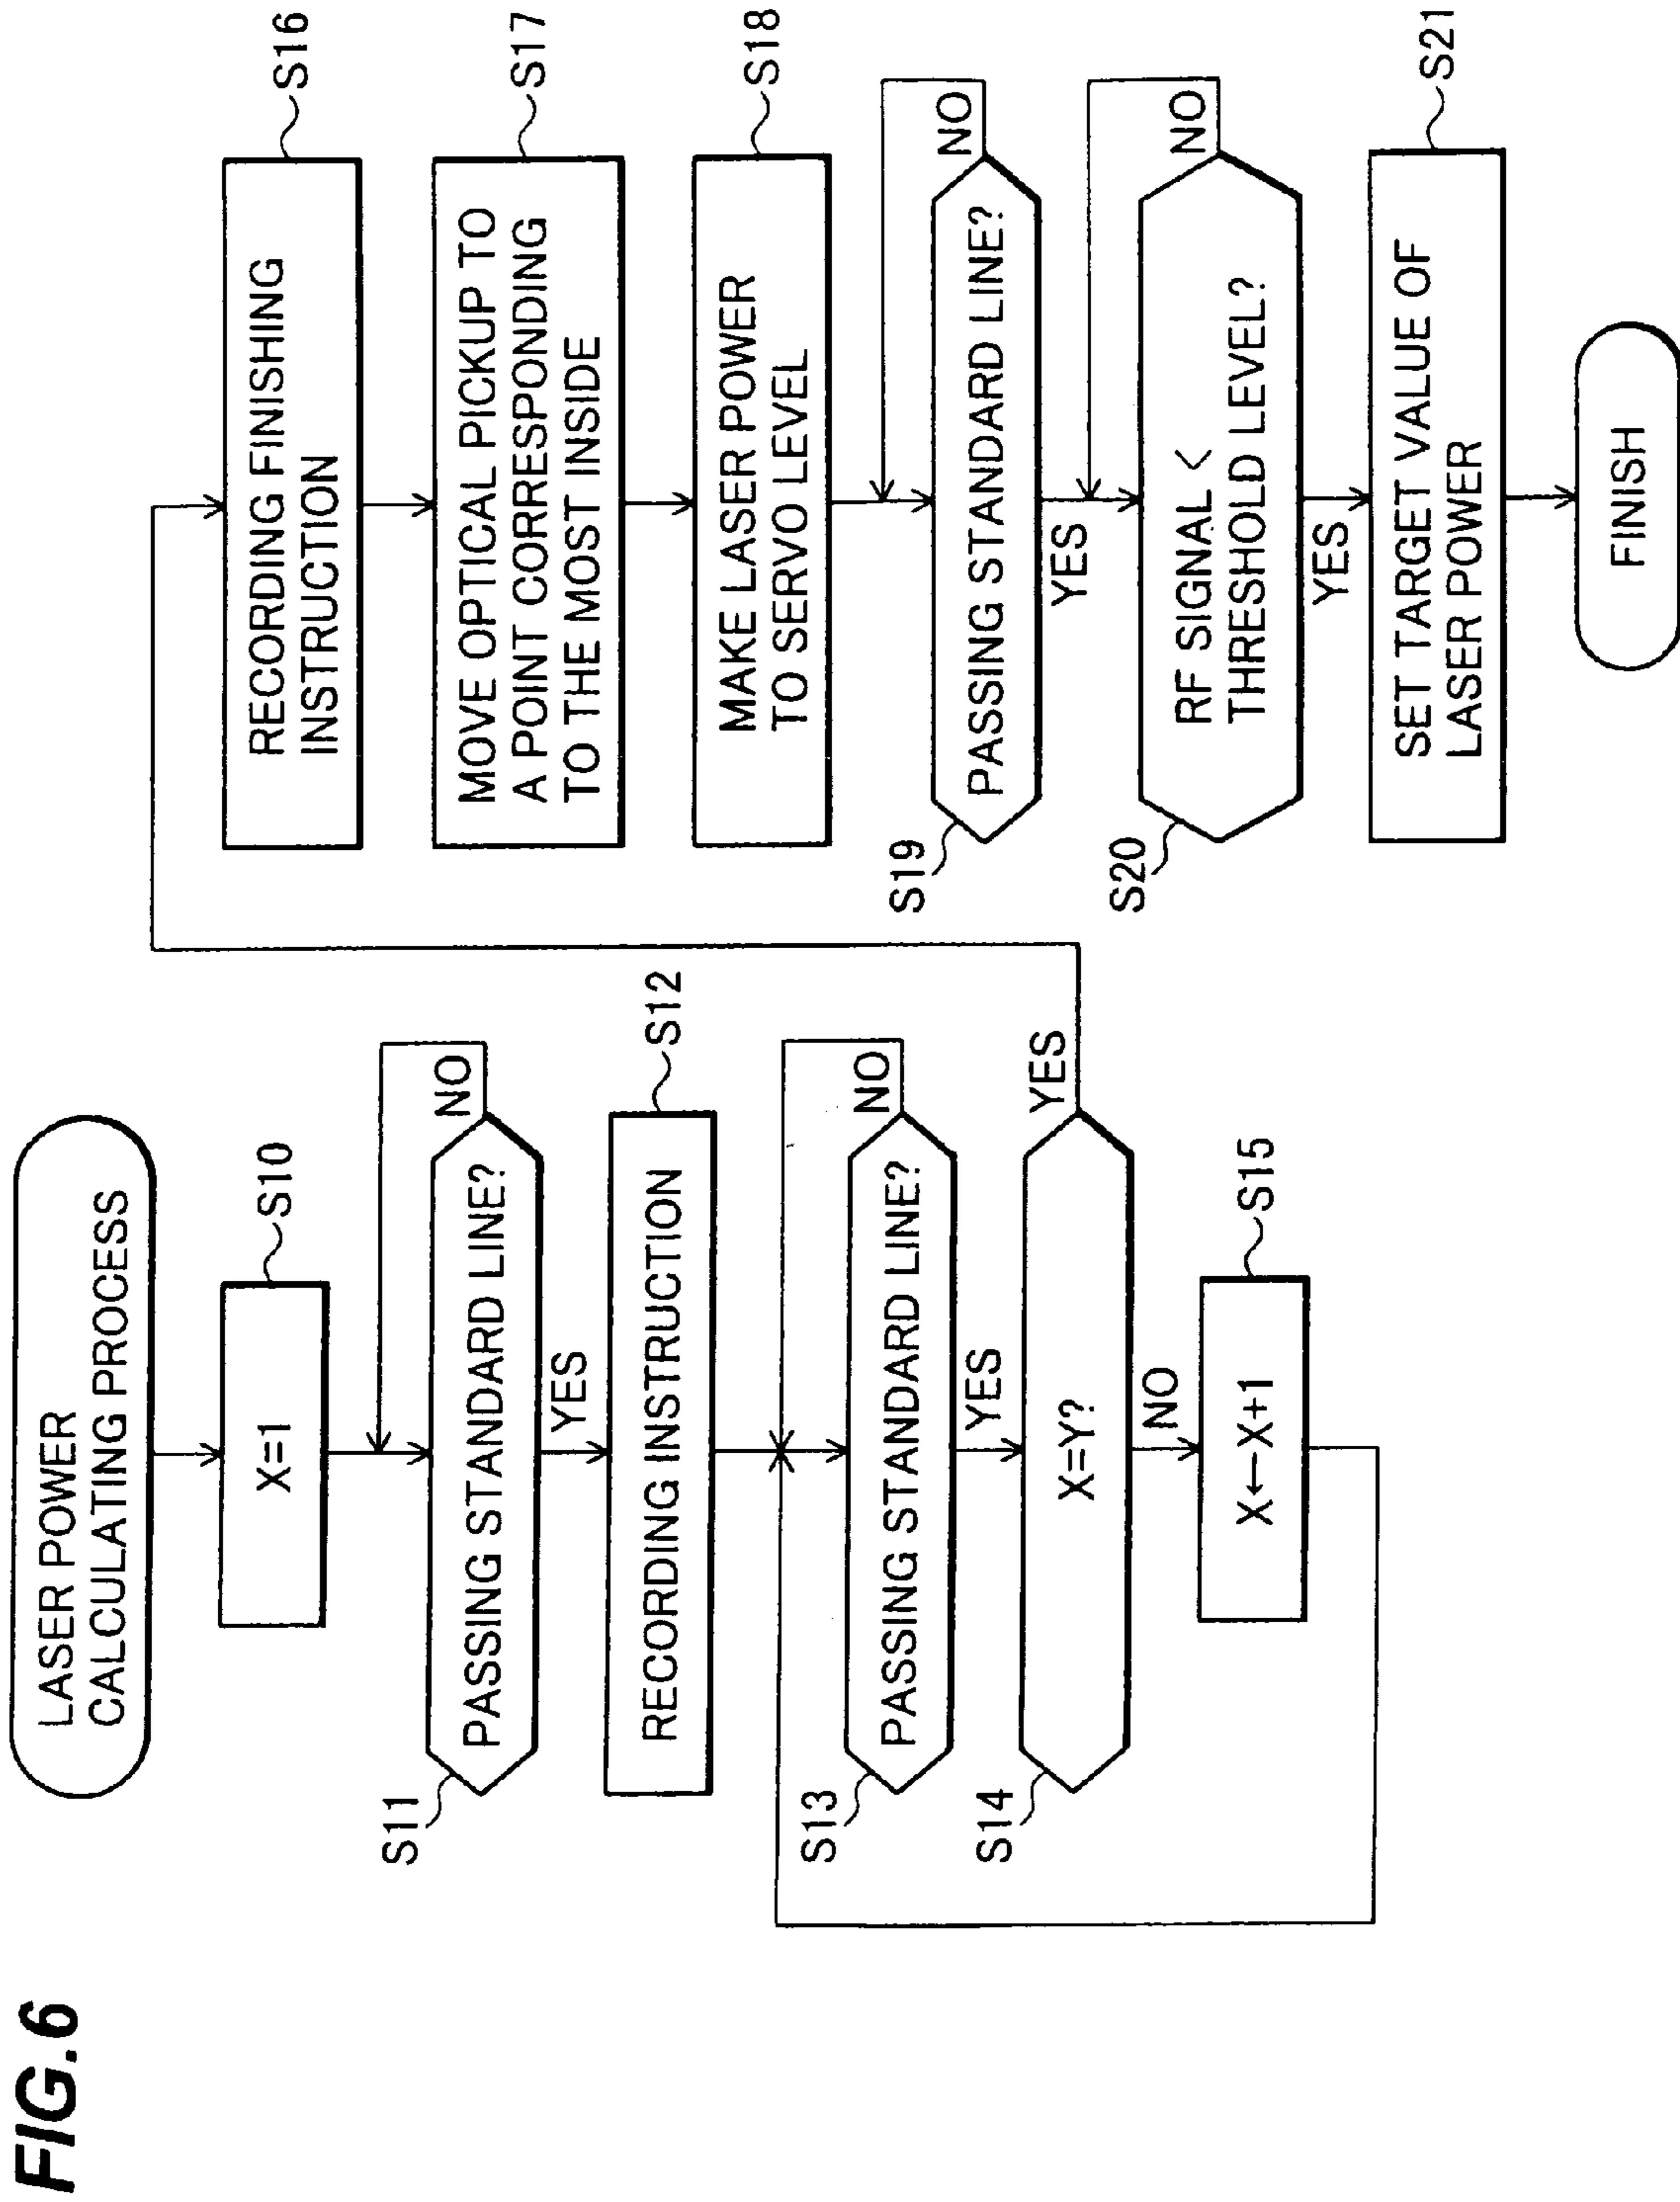 FIG.6
LASER POWER
CALCULATING PROCESS
X=1
S10
PASSING STANDARD LINE?
NO
S11
YES
RECORDING INSTRUCTION
S12
PASSING STANDARD LINE?
NO
S13
YES
X=Y?
YES
S14
NO
X←X+1
S15
RECORDING FINISHING
INSTRUCTION
S16
MOVE OPTICAL PICKUP TO
A POINT CORRESPONDING
TO THE MOST INSIDE
S17
MAKE LASER POWER
TO SERVO LEVEL
S18
PASSING STANDARD LINE?
NO
S19
YES
RF SIGNAL <
THRESHOLD LEVEL?
NO
S20
YES
SET TARGET VALUE OF
LASER POWER
S21
FINISH